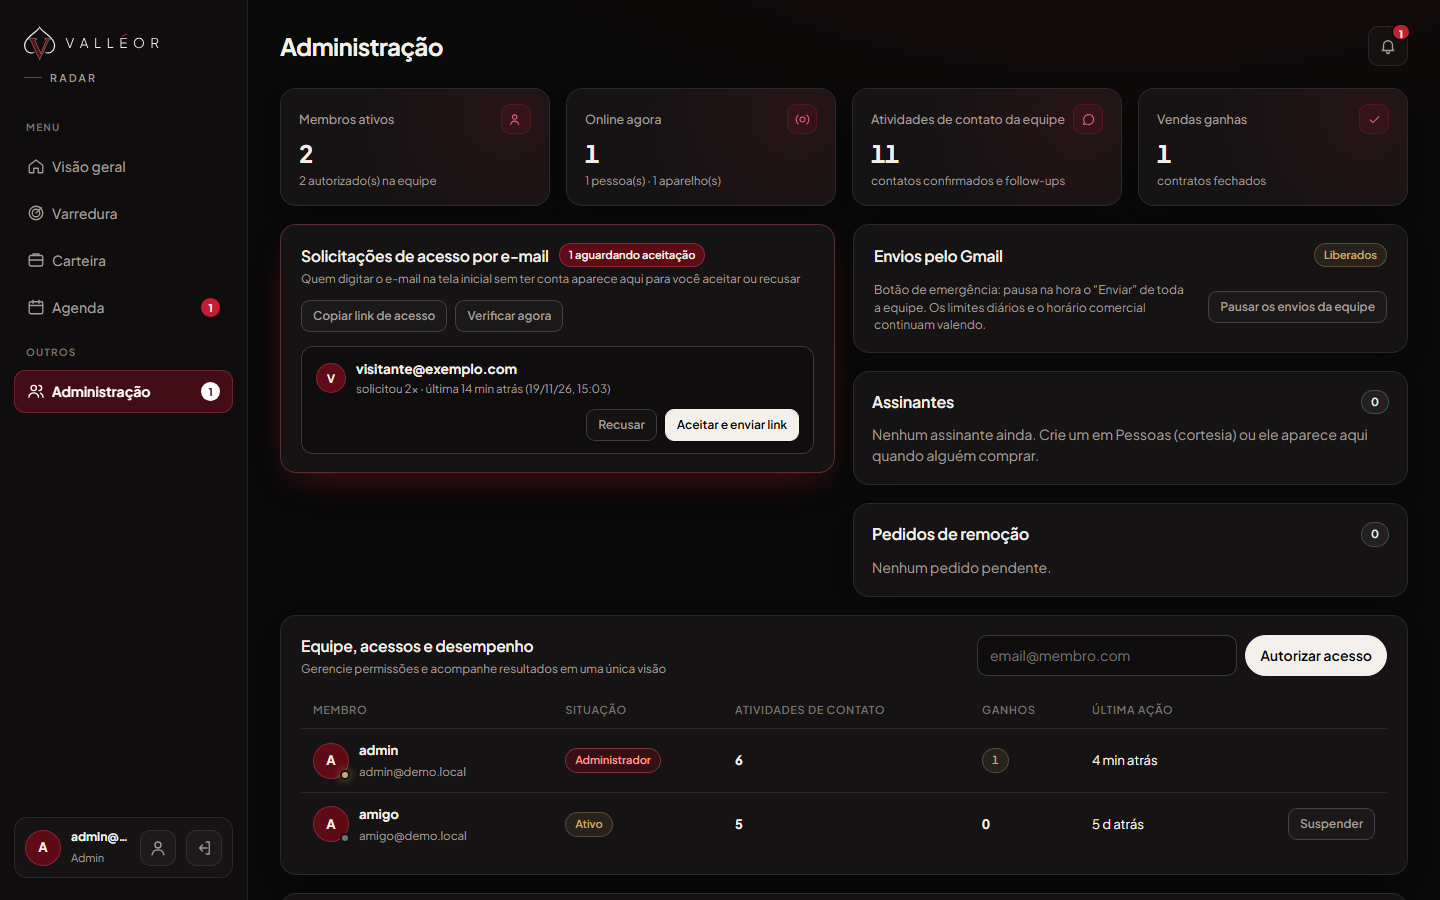 VALLÉOR
RADAR
MENU
Visão geral
Varredura
Carteira
Agenda 1
OUTROS
Administração 1
A admin@...
Admin
Administração
1
Membros ativos
2
2 autorizado(s) na equipe
Online agora
1
1 pessoa(s) · 1 aparelho(s)
Atividades de contato da equipe
11
contatos confirmados e follow-ups
Vendas ganhas
1
contratos fechados
Solicitações de acesso por e-mail 1 aguardando aceitação
Quem digitar o e-mail na tela inicial sem ter conta aparece aqui para você aceitar ou recusar
Copiar link de acesso Verificar agora
V visitante@exemplo.com
solicitou 2× · última 14 min atrás (19/11/26, 15:03)
Recusar Aceitar e enviar link
Envios pelo Gmail Liberados
Botão de emergência: pausa na hora o "Enviar" de toda
a equipe. Os limites diários e o horário comercial
continuam valendo.
Pausar os envios da equipe
Assinantes 0
Nenhum assinante ainda. Crie um em Pessoas (cortesia) ou ele aparece aqui
quando alguém comprar.
Pedidos de remoção 0
Nenhum pedido pendente.
Equipe, acessos e desempenho
Gerencie permissões e acompanhe resultados em uma única visão
email@membro.com Autorizar acesso
MEMBRO SITUAÇÃO ATIVIDADES DE CONTATO GANHOS ÚLTIMA AÇÃO
A admin
admin@demo.local
Administrador 6 1 4 min atrás
A amigo
amigo@demo.local
Ativo 5 0 5 d atrás Suspender